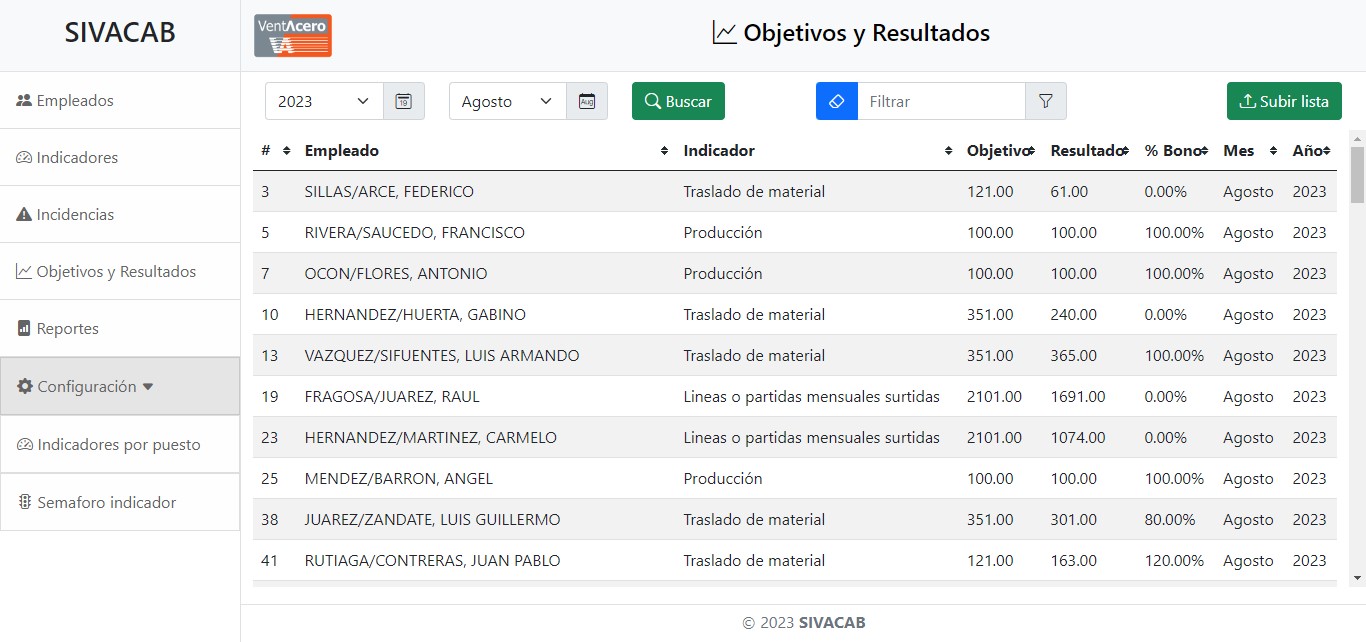 SIVACAB
VentAcero
VA
Objetivos y Resultados
Empleados
Indicadores
Incidencias
Objetivos y Resultados
Reportes
Configuración
Indicadores por puesto
Semaforo indicador
2023 19 Agosto Aug Buscar Filtrar Subir lista
# Empleado Indicador Objetivo Resultado % Bono Mes Año
3 SILLAS/ARCE, FEDERICO Traslado de material 121.00 61.00 0.00% Agosto 2023
5 RIVERA/SAUCEDO, FRANCISCO Producción 100.00 100.00 100.00% Agosto 2023
7 OCON/FLORES, ANTONIO Producción 100.00 100.00 100.00% Agosto 2023
10 HERNANDEZ/HUERTA, GABINO Traslado de material 351.00 240.00 0.00% Agosto 2023
13 VAZQUEZ/SIFUENTES, LUIS ARMANDO Traslado de material 351.00 365.00 100.00% Agosto 2023
19 FRAGOSA/JUAREZ, RAUL Lineas o partidas mensuales surtidas 2101.00 1691.00 0.00% Agosto 2023
23 HERNANDEZ/MARTINEZ, CARMELO Lineas o partidas mensuales surtidas 2101.00 1074.00 0.00% Agosto 2023
25 MENDEZ/BARRON, ANGEL Producción 100.00 100.00 100.00% Agosto 2023
38 JUAREZ/ZANDATE, LUIS GUILLERMO Traslado de material 351.00 301.00 80.00% Agosto 2023
41 RUTIAGA/CONTRERAS, JUAN PABLO Traslado de material 121.00 163.00 120.00% Agosto 2023
© 2023 SIVACAB